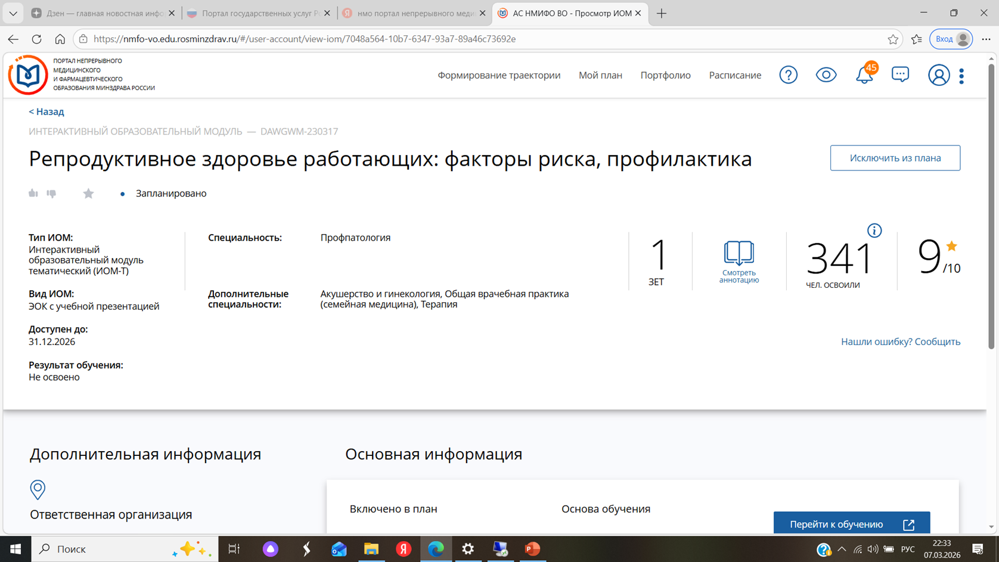 Дзен — главная новостная инфо
Портал государственных услуг Р
нмо портал непрерывного меди
АС НМИФО ВО - Просмотр ИОМ
https://nmfo-vo.edu.rosminzdrav.ru/#/user-account/view-iom/7048a564-10b7-6347-93a7-89a46c73692e
Вход
ПОРТАЛ НЕПРЕРЫВНОГО
МЕДИЦИНСКОГО
И ФАРМАЦЕВТИЧЕСКОГО
ОБРАЗОВАНИЯ МИНЗДРАВА РОССИИ
Формирование траектории
Мой план
Портфолио
Расписание
45
< Назад
ИНТЕРАКТИВНЫЙ ОБРАЗОВАТЕЛЬНЫЙ МОДУЛЬ — DAWGWM-230317
Репродуктивное здоровье работающих: факторы риска, профилактика
Исключить из плана
Запланировано
Тип ИОМ:
Интерактивный
образовательный модуль
тематический (ИОМ-Т)
Вид ИОМ:
ЭОК с учебной презентацией
Доступен до:
31.12.2026
Результат обучения:
Не освоено
Специальность:
Профпатология
Дополнительные
специальности:
Акушерство и гинекология, Общая врачебная практика
(семейная медицина), Терапия
1
ЗЕТ
Смотреть
аннотацию
341
ЧЕЛ. ОСВОИЛИ
9/10
Нашли ошибку? Сообщить
Дополнительная информация
Ответственная организация
Основная информация
Включено в план
Основа обучения
Перейти к обучению
Поиск
РУС
22:33
07.03.2026